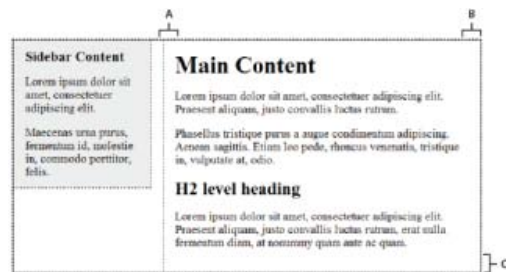 A
B
Sidebar Content
Lorem ipsum dolor sit
amet, consectetuer
adipiscing elit.
Maecenas urna purus,
fermentum id, molestie
in, commodo porttitor,
felis.
Main Content
Lorem ipsum dolor sit amet, consectetuer adipiscing elit.
Praesent aliquam, justo convallis luctus rutrum.
Phasellus tristique purus a augue condimentum adipiscing.
Aenean sagittis. Etiam leo pede, rhoncus venenatis, tristique
in, vulputate at, odio.
H2 level heading
Lorem ipsum dolor sit amet, consectetuer adipiscing elit.
Praesent aliquam, justo convallis luctus rutrum, erat nulla
fermentum diam, at nonummy quam ante ac quam.
C